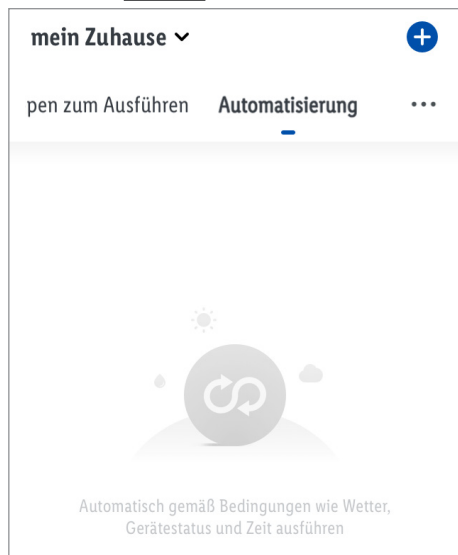 mein Zuhause
pen zum Ausführen Automatisierung
Automatisch gemäß Bedingungen wie Wetter,
Gerätestatus und Zeit ausführen